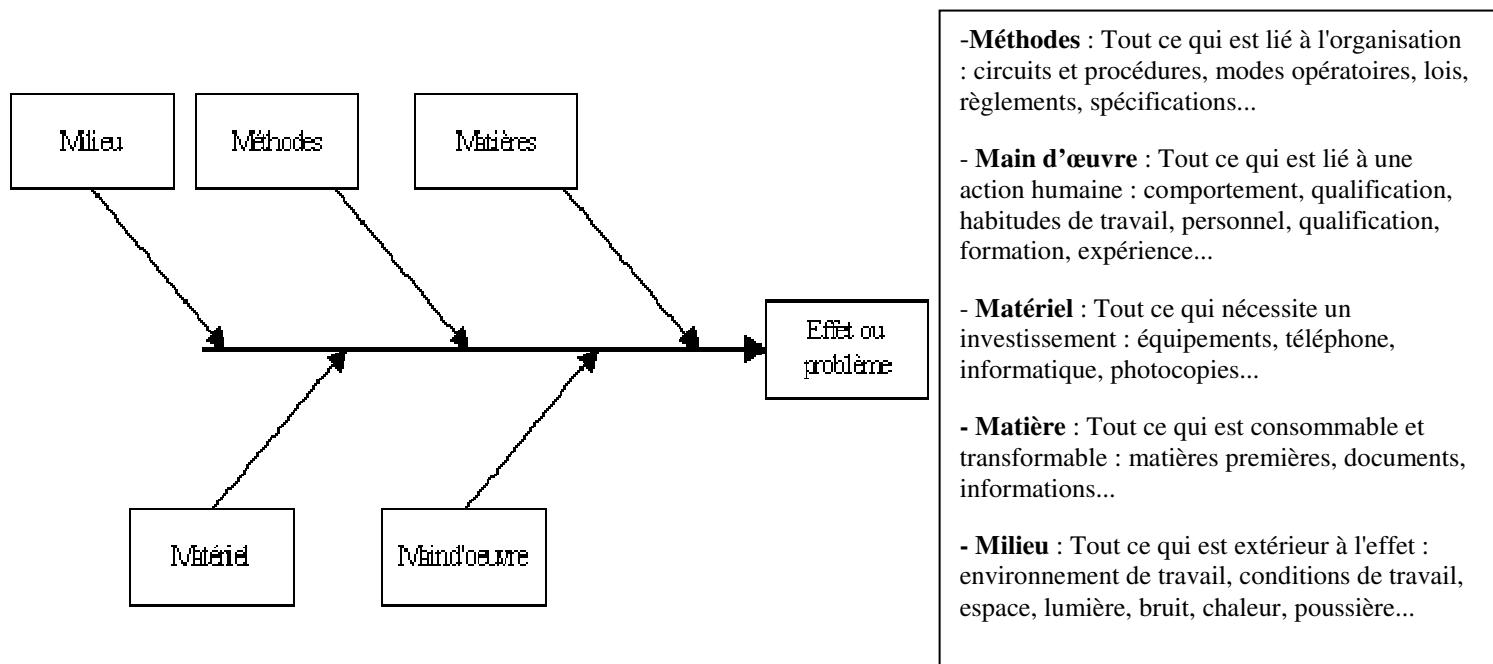 Milieu
Méthodes
Matières
Effet ou
problème
Matériel
Main d'oeuvre
-Méthodes : Tout ce qui est lié à l'organisation
: circuits et procédures, modes opératoires, lois,
règlements, spécifications...
- Main d’œuvre : Tout ce qui est lié à une
action humaine : comportement, qualification,
habitudes de travail, personnel, qualification,
formation, expérience...
- Matériel : Tout ce qui nécessite un
investissement : équipements, téléphone,
informatique, photocopies...
- Matière : Tout ce qui est consommable et
transformable : matières premières, documents,
informations...
- Milieu : Tout ce qui est extérieur à l'effet :
environnement de travail, conditions de travail,
espace, lumière, bruit, chaleur, poussière...